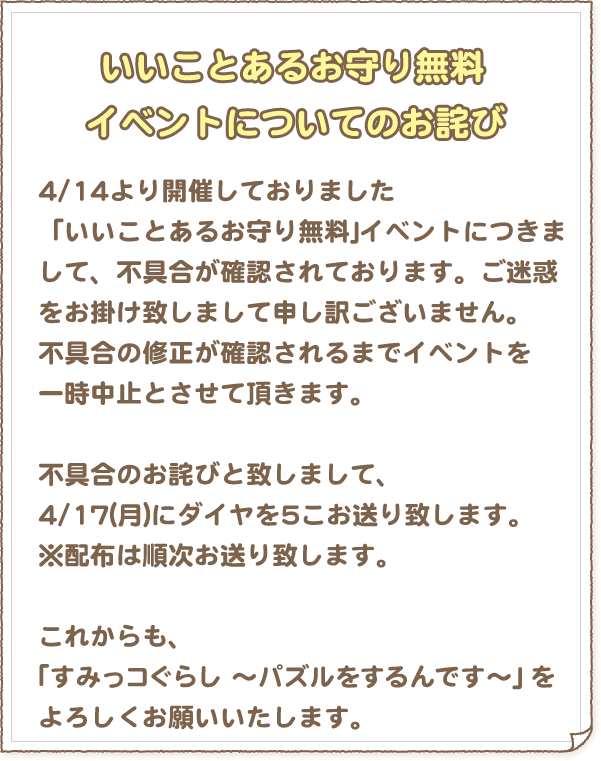 いいことあるお守り無料
イベントについてのお詫び
4/14より開催しておりました
「いいことあるお守り無料」イベントにつきま
して、不具合が確認されております。ご迷惑
をお掛け致しまして申し訳ございません。
不具合の修正が確認されるまでイベントを
一時中止とさせて頂きます。
不具合のお詫びと致しまして、
4/17(月)にダイヤを5こお送り致します。
※配布は順次お送り致します。
これからも、
「すみっコぐらし ～パズルをするんです～」を
よろしくお願いいたします。